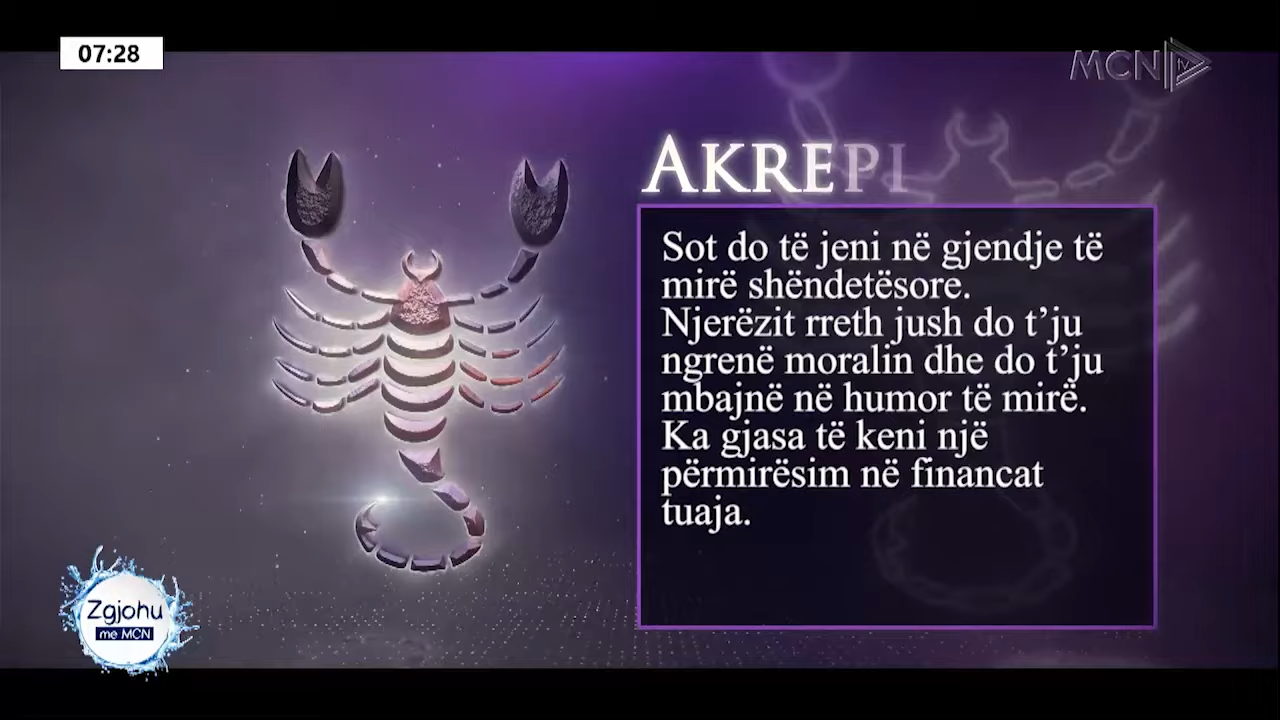 07:28
MCN TV
AKREPI
Sot do të jeni në gjendje të
mirë shëndetësore.
Njerëzit rreth jush do t’ju
ngrenë moralin dhe do t’ju
mbajnë në humor të mirë.
Ka gjasa të keni një
përmirësim në financat
tuaja.
Zgjohu
me MCN